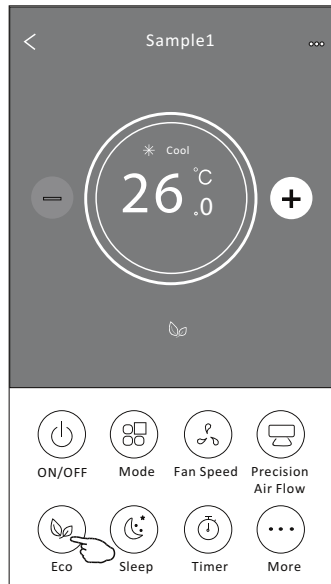 Sample1
Cool
26.0 °C
ON/OFF
Mode
Fan Speed
Precision
Air Flow
Eco
Sleep
Timer
More